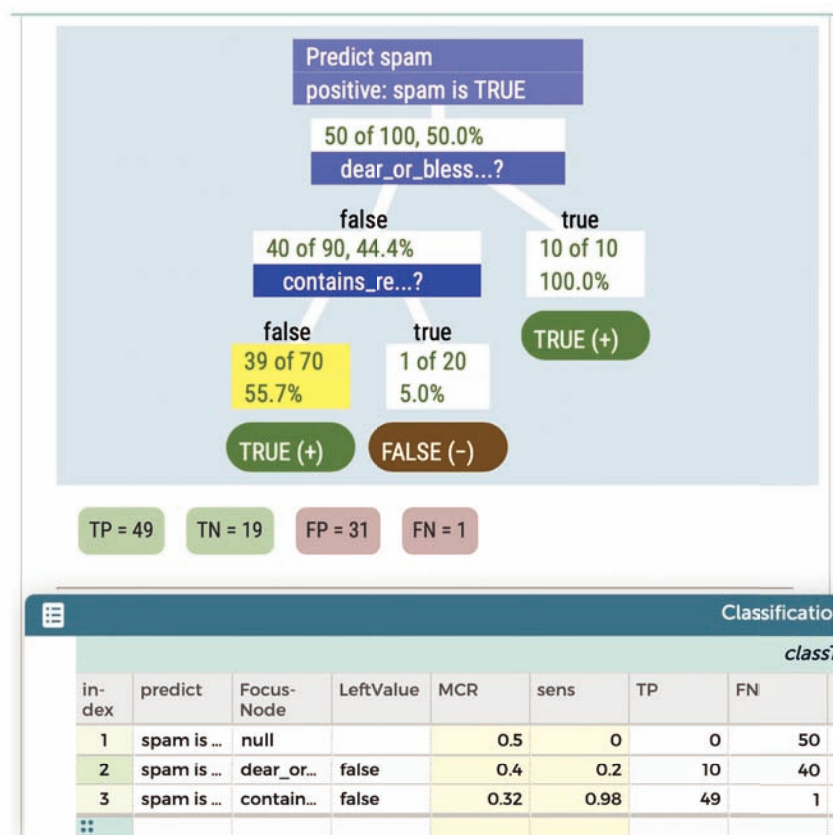 Predict spam
positive: spam is TRUE
50 of 100, 50.0%
dear_or_bless...?
false
true
40 of 90, 44.4%
10 of 10
contains_re...?
100.0%
false
true
TRUE (+)
39 of 70
1 of 20
55.7%
5.0%
TRUE (+)
FALSE (−)
TP = 49
TN = 19
FP = 31
FN = 1
Classificatio
classT
in-dex predict Focus-Node LeftValue MCR sens TP FN
1 spam is ... null 0.5 0 0 50
2 spam is ... dear_or... false 0.4 0.2 10 40
3 spam is ... contain... false 0.32 0.98 49 1